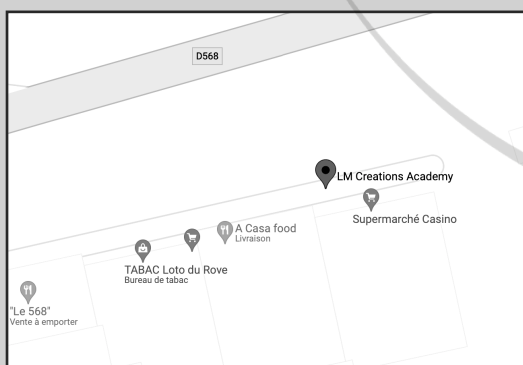 D568
LM Creations Academy
Supermarché Casino
A Casa food
Livraison
TABAC Loto du Rove
Bureau de tabac
"Le 568"
Vente à emporter